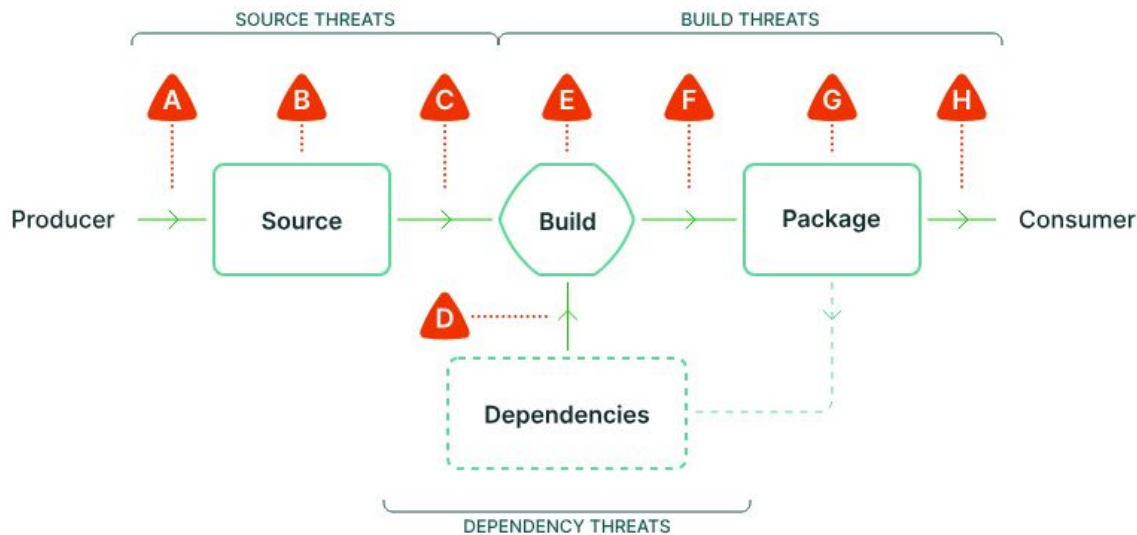 SOURCE THREATS BUILD THREATS
A B C E F G H
Producer Source Build Package Consumer
D
Dependencies
DEPENDENCY THREATS